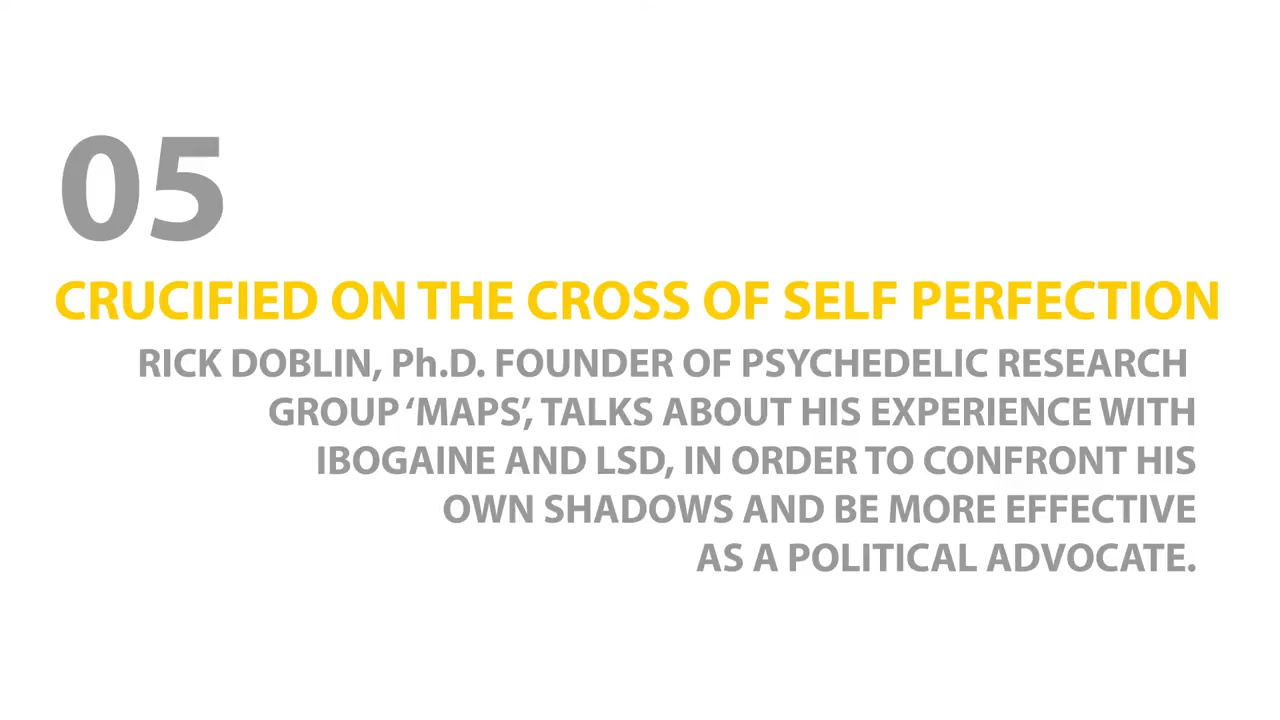 05
CRUCIFIED ON THE CROSS OF SELF PERFECTION
RICK DOBLIN, Ph.D. FOUNDER OF PSYCHEDELIC RESEARCH
GROUP ‘MAPS’, TALKS ABOUT HIS EXPERIENCE WITH
IBOGAINE AND LSD, IN ORDER TO CONFRONT HIS
OWN SHADOWS AND BE MORE EFFECTIVE
AS A POLITICAL ADVOCATE.